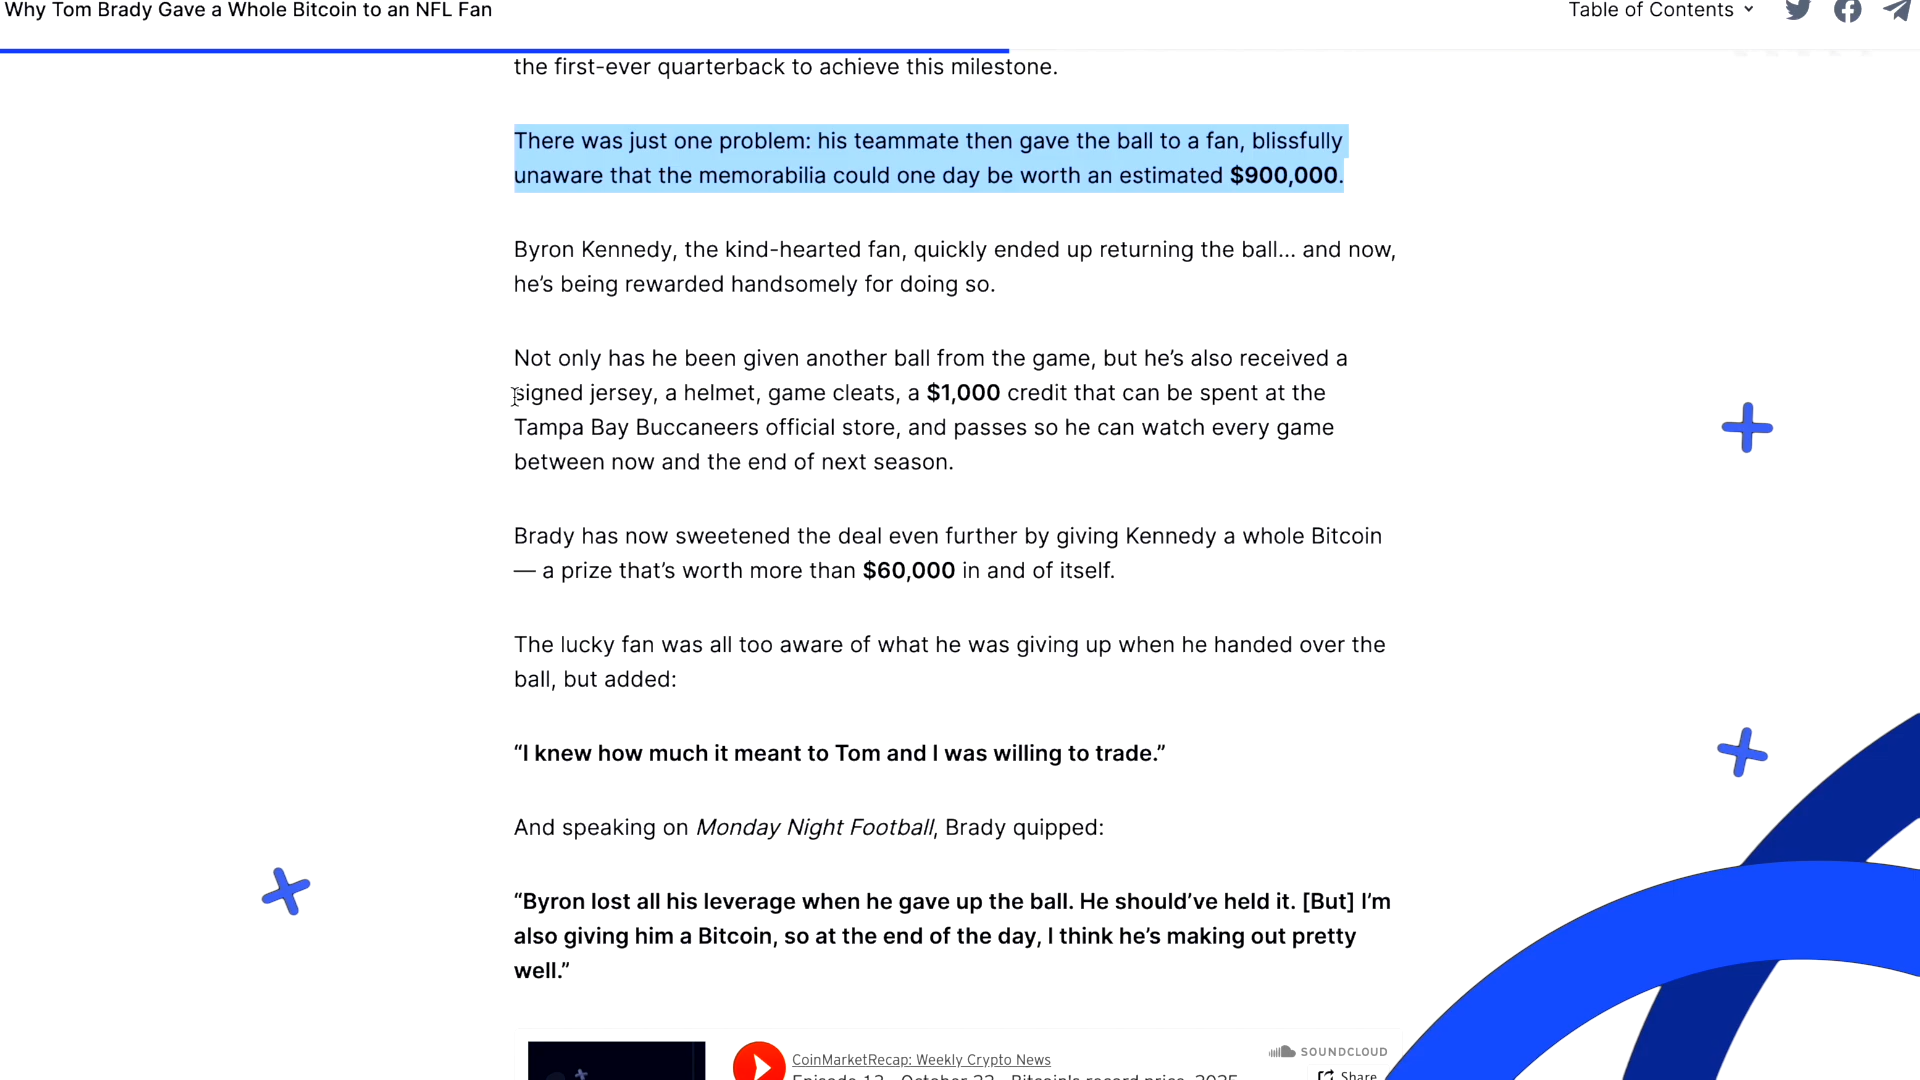 Why Tom Brady Gave a Whole Bitcoin to an NFL Fan
Table of Contents
the first-ever quarterback to achieve this milestone.
There was just one problem: his teammate then gave the ball to a fan, blissfully
unaware that the memorabilia could one day be worth an estimated $900,000.
Byron Kennedy, the kind-hearted fan, quickly ended up returning the ball... and now,
he’s being rewarded handsomely for doing so.
Not only has he been given another ball from the game, but he’s also received a
signed jersey, a helmet, game cleats, a $1,000 credit that can be spent at the
Tampa Bay Buccaneers official store, and passes so he can watch every game
between now and the end of next season.
Brady has now sweetened the deal even further by giving Kennedy a whole Bitcoin
— a prize that’s worth more than $60,000 in and of itself.
The lucky fan was all too aware of what he was giving up when he handed over the
ball, but added:
“I knew how much it meant to Tom and I was willing to trade.”
And speaking on Monday Night Football, Brady quipped:
“Byron lost all his leverage when he gave up the ball. He should’ve held it. [But] I’m
also giving him a Bitcoin, so at the end of the day, I think he’s making out pretty
well.”
CoinMarketRecap: Weekly Crypto News
SOUNDCLOUD
Episode 13 - October 22 - Bitcoin's record price, 2025
Share